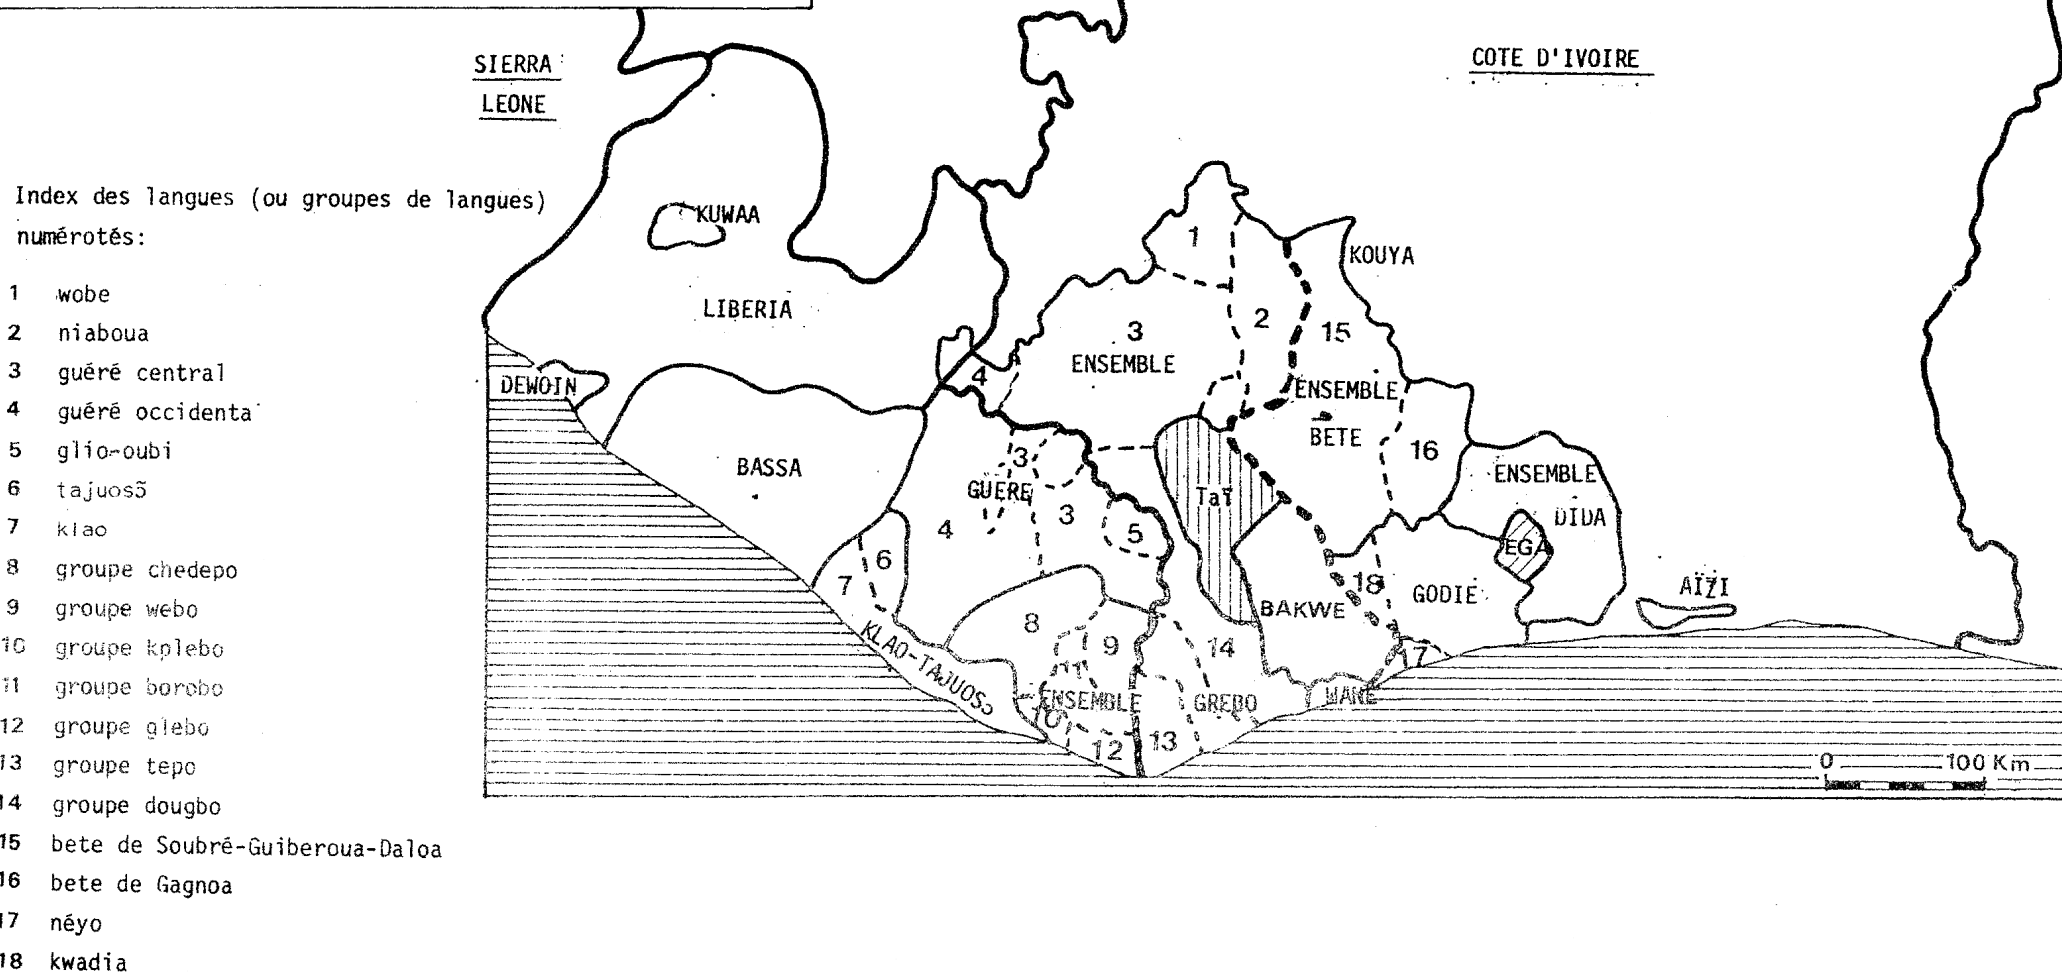 SIERRA
LEONE
COTE D'IVOIRE
Index des langues (ou groupes de langues)
numérotés:
1 wobe
2 niaboua
3 guéré central
4 guéré occidenta
5 glio-oubi
6 tajuosɔ̃
7 klao
8 groupe chedepo
9 groupe webo
10 groupe kplebo
11 groupe borobo
12 groupe glebo
13 groupe tepo
14 groupe dougbo
15 bete de Soubré-Guiberoua-Daloa
16 bete de Gagnoa
17 néyo
18 kwadia
KUWAA
LIBERIA
DEWOIN
BASSA
1
KOUYA
2
3
ENSEMBLE
15
4
ENSEMBLE
BETE
16
3
GUERE
4
3
5
Taï
ENSEMBLE
DIDA
EGA
6
7
KLAO-TAJUOSɔ
8
9
11
ENSEMBLE
10
12
13
14
GREBO
BAKWE
18
GODIE
WANE
7
AÏZI
0 100 Km